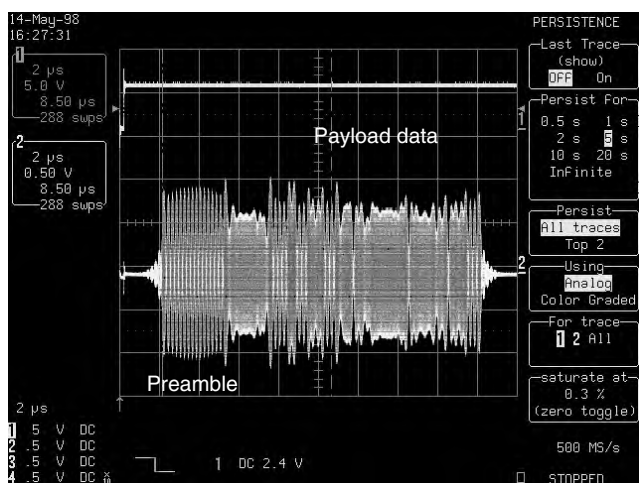 14-May-98
16:27:31
1
2 µs
5.0 V
8.50 µs
288 swps
2
2 µs
0.50 V
8.50 µs
288 swps
Payload data
1
2
Preamble
PERSISTENCE
Last Trace
(show)
OFF On
Persist For
0.5 s 1 s
2 s 5 s
10 s 20 s
Infinite
Persist
All traces
Top 2
Using
Analog
Color Graded
For trace
1 2 All
saturate at
0.3 %
(zero toggle)
2 µs
1 5 V DC
2 .5 V DC
3 .5 V DC
4 .5 V DC ×10
1 DC 2.4 V
500 MS/s
STOPPED